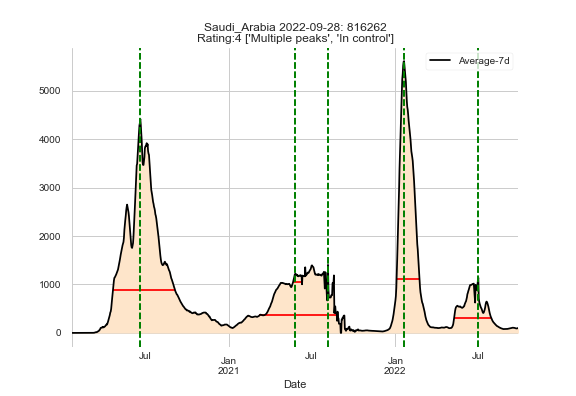 Saudi_Arabia 2022-09-28: 816262
Rating:4 ['Multiple peaks', 'In control']
Average-7d
5000
4000
3000
2000
1000
0
Jul
Jan
2021
Jul
Jan
2022
Jul
Date